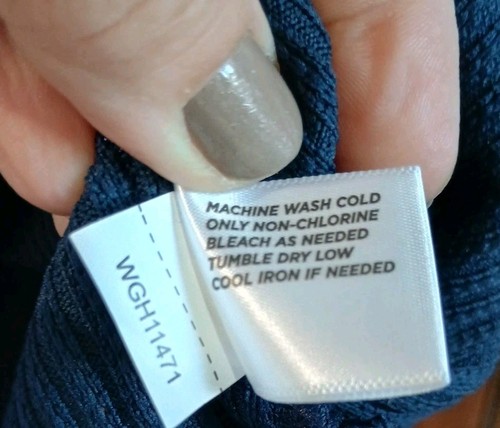 MACHINE WASH COLD
ONLY NON-CHLORINE
BLEACH AS NEEDED
TUMBLE DRY LOW
COOL IRON IF NEEDED
WGH11471